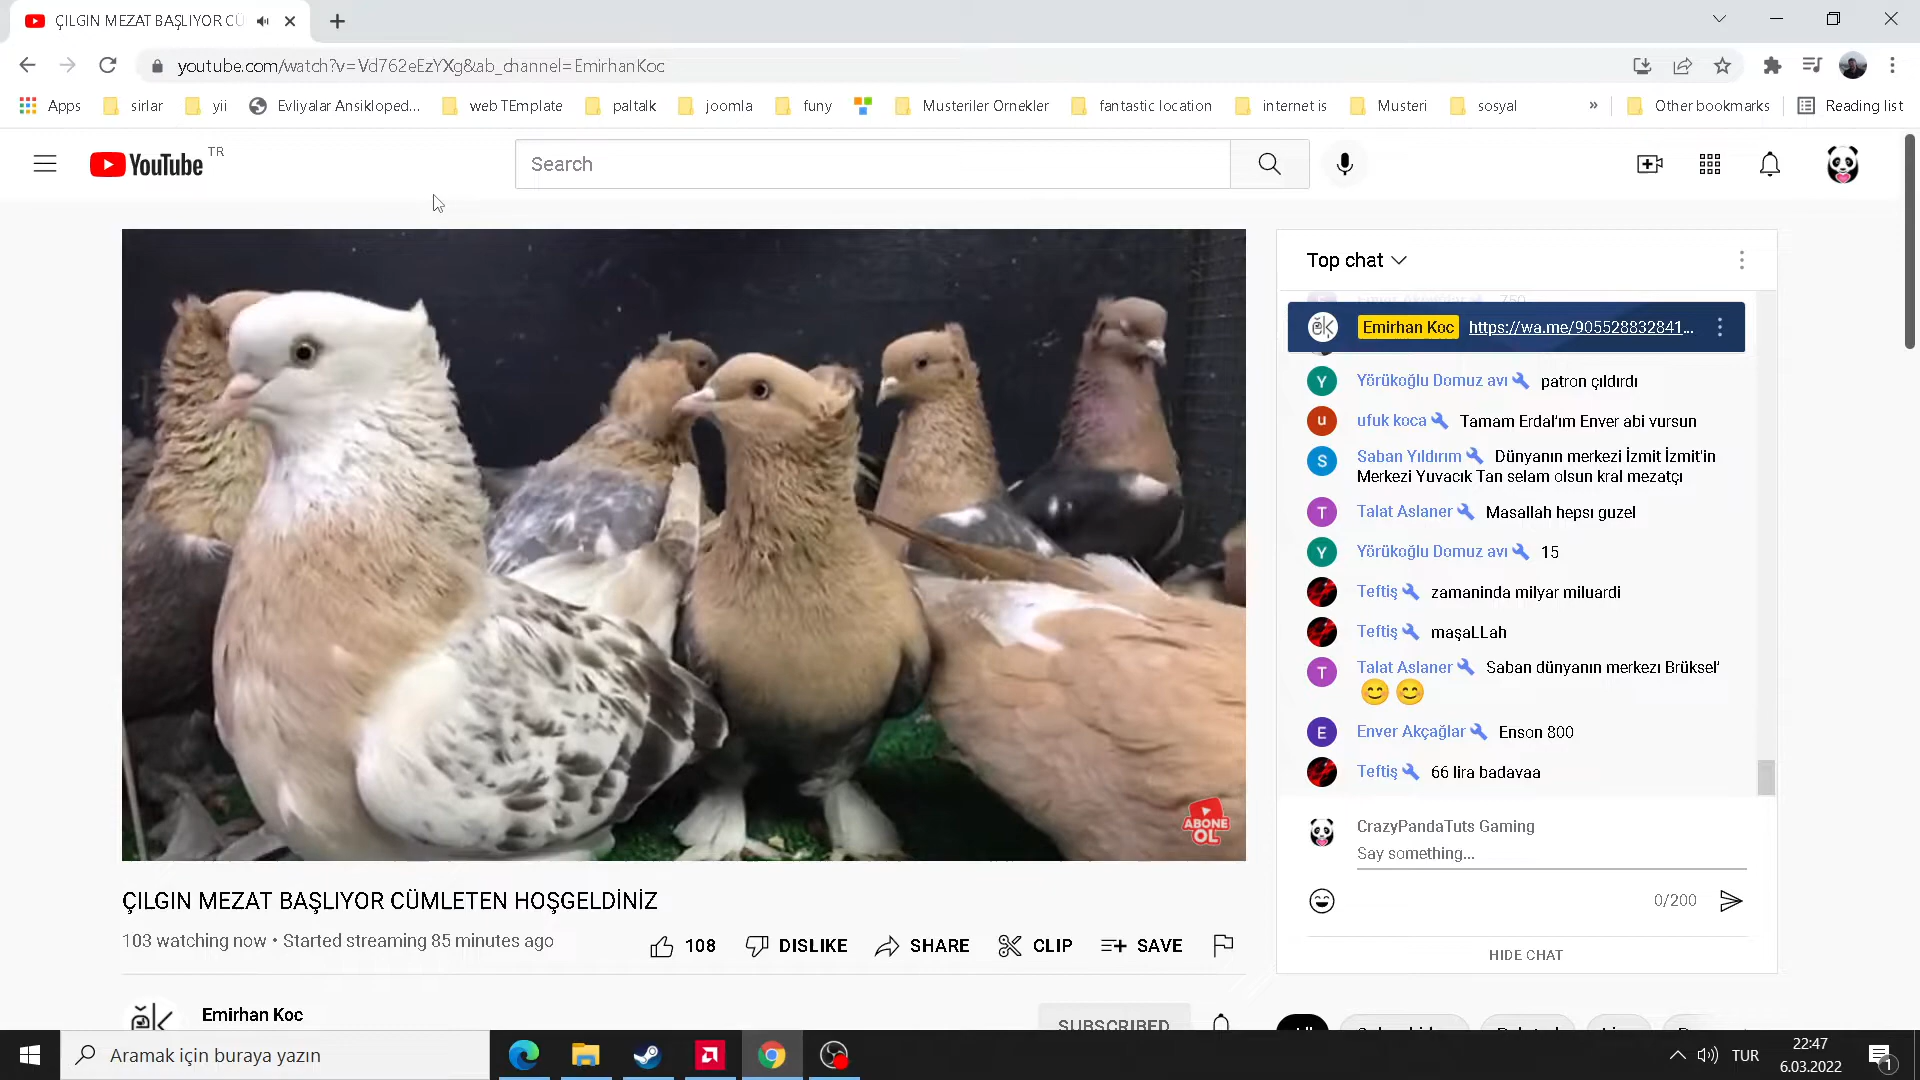 ÇILGIN MEZAT BAŞLIYOR CÜ
youtube.com/watch?v=Vd762eEzYXg&ab_channel=EmirhanKoc
Apps sirlar yii Evliyalar Ansikloped... web TEmplate paltalk joomla funy Musteriler Ornekler fantastic location internet is Musteri sosyal » Other bookmarks Reading list
YouTube TR
Search
ABONE
OL
ÇILGIN MEZAT BAŞLIYOR CÜMLETEN HOŞGELDİNİZ
103 watching now • Started streaming 85 minutes ago
108 DISLIKE SHARE CLIP SAVE
ĕK
Emirhan Koc
SUBSCRIBED
Top chat
750
ĕK Emirhan Koc https://wa.me/905528832841...
Y Yörükoğlu Domuz avı patron çıldırdı
u ufuk koca Tamam Erdal'ım Enver abi vursun
S Saban Yıldırım Dünyanın merkezi İzmit İzmit'in
Merkezi Yuvacık Tan selam olsun kral mezatçı
T Talat Aslaner Masallah hepsı guzel
Y Yörükoğlu Domuz avı 15
Teftiş zamaninda milyar miluardi
Teftiş maşaLLah
T Talat Aslaner Saban dünyanın merkezı Brüksel'
😊 😊
E Enver Akçağlar Enson 800
Teftiş 66 lira badavaa
CrazyPandaTuts Gaming
Say something...
0/200
HIDE CHAT
Aramak için buraya yazın
TUR
22:47
6.03.2022
1